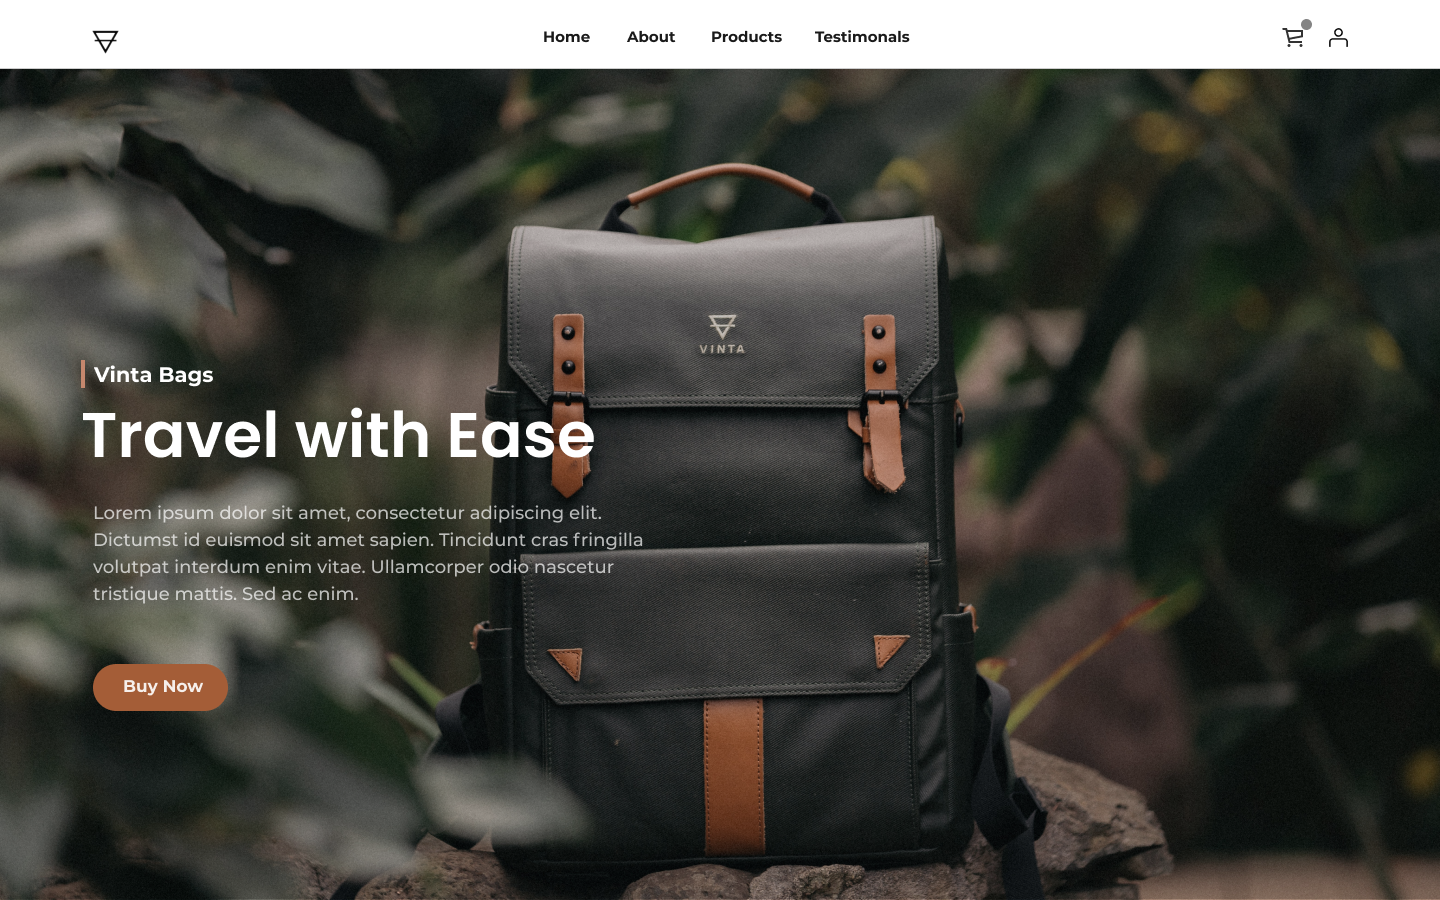 Home About Products Testimonals
VINTA
Vinta Bags
Travel with Ease
Lorem ipsum dolor sit amet, consectetur adipiscing elit.
Dictumst id euismod sit amet sapien. Tincidunt cras fringilla
volutpat interdum enim vitae. Ullamcorper odio nascetur
tristique mattis. Sed ac enim.
Buy Now